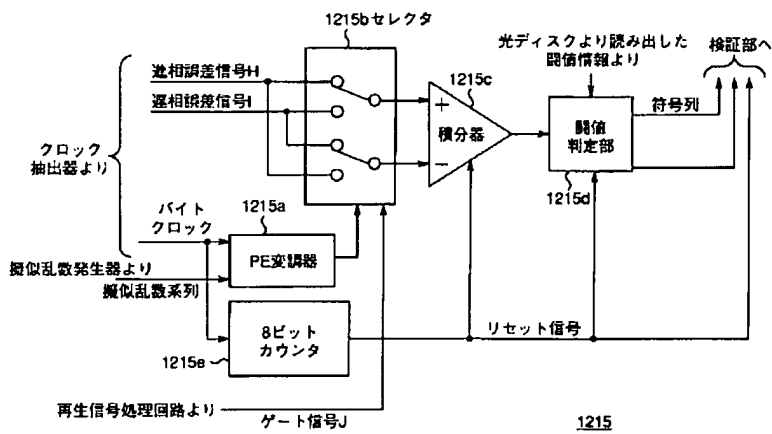 1215bセレクタ
光ディスクより読み出した
閾値情報より
検証部へ
進相誤差信号H
遅相誤差信号I
1215c
+
積分器
−
符号列
閾値
判定部
1215d
クロック
抽出器より
バイト
クロック
1215a
PE変調器
擬似乱数発生器より
擬似乱数系列
8ビット
カウンタ
1215e
リセット信号
再生信号処理回路より
ゲート信号J
1215